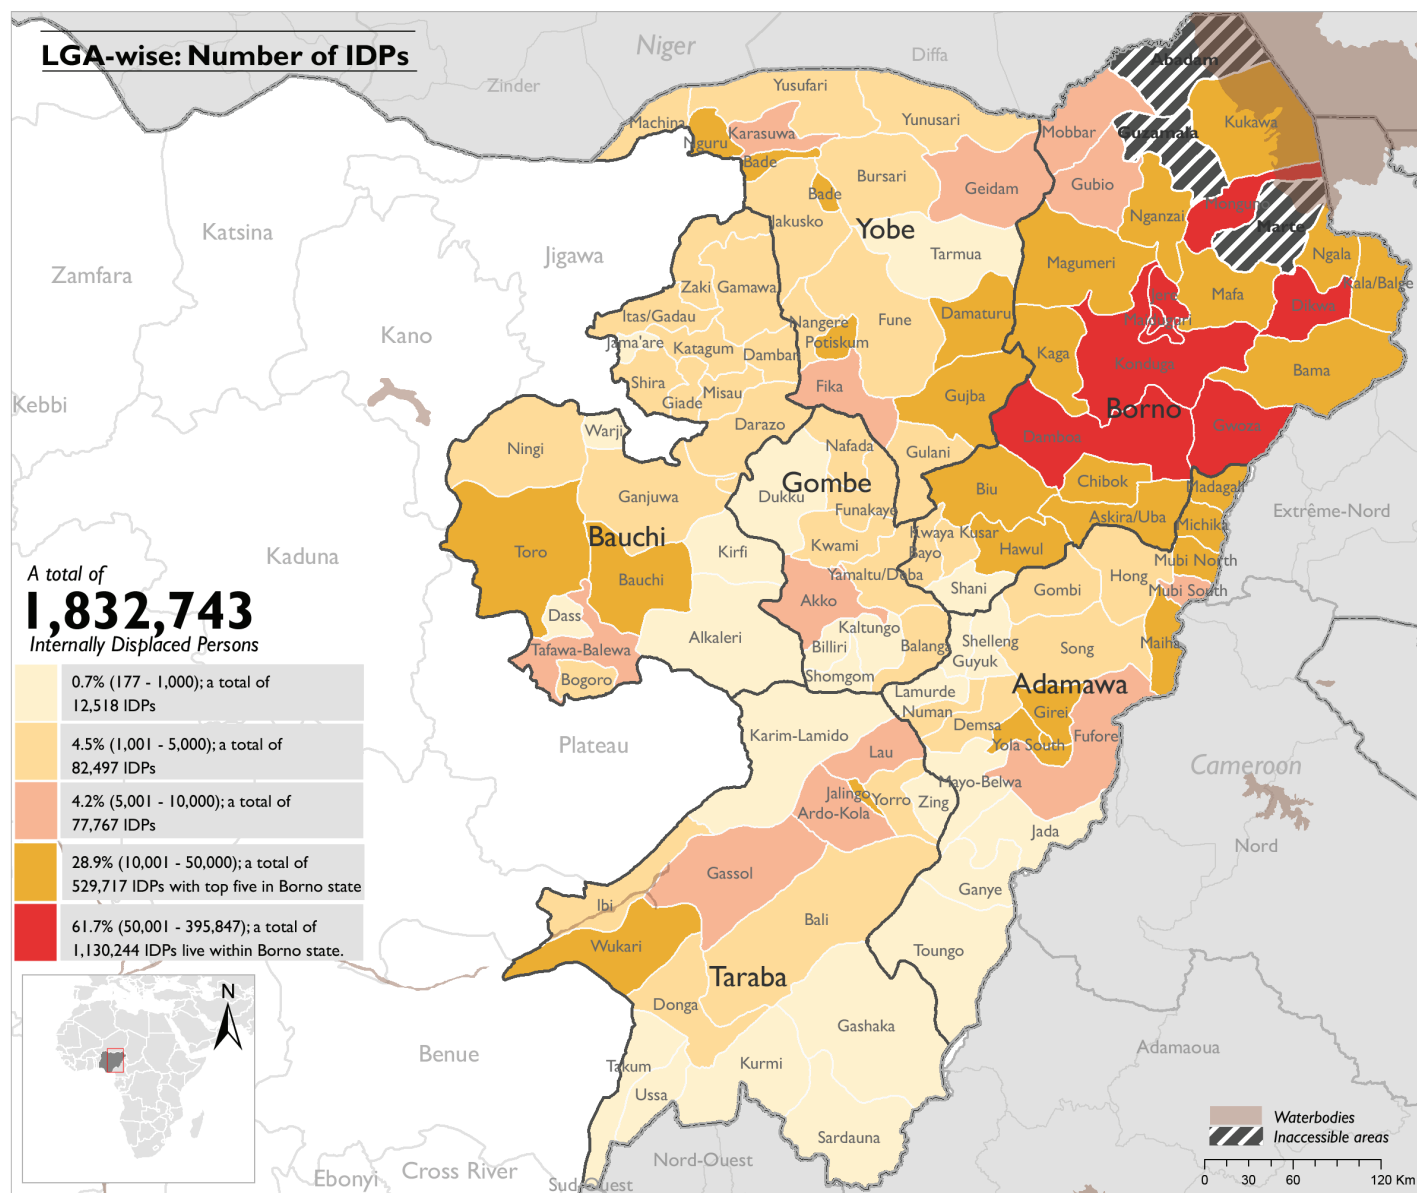 LGA-wise: Number of IDPs
Niger
Diffa
Zinder
Abadam
Yusufari
Machina
Yunusari
Kukawa
Nguru
Karasuwa
Mobbar
Guzamala
Bade
Bursari
Geidam
Gubio
Bade
Monguno
Nganzai
Jakusko
Yobe
Marte
Katsina
Tarmua
Jigawa
Ngala
Zamfara
Magumeri
Kala/Balge
Zaki
Gamawa
Jere
Mafa
Dikwa
Itas/Gadau
Nangere
Fune
Damaturu
Maiduguri
Kano
Jama'are
Katagum
Potiskum
Dambam
Kaga
Konduga
Bama
Shira
Misau
Fika
Giade
Gujba
Kebbi
Borno
Darazo
Gweiza
Warji
Damboa
Ningi
Nafada
Gulani
Gombe
Chibok
Madagali
Ganjuwa
Dukku
Biu
Funakaye
Askira/Uba
Extrême-Nord
Michika
Bauchi
Kwaya Kusar
Toro
Kirfi
Kwami
Bayo
Hawul
Kaduna
Mubi North
Bauchi
Yamaltu/Deba
Hong
Shani
Gombi
Mubi South
Akko
Dass
Kaltungo
Alkaleri
Shelleng
Maiha
Tafawa-Balewa
Billiri
Balanga
Song
Guyuk
Bogoro
Shomgom
Adamawa
Lamurde
Numan
Girei
Demsa
Karim-Lamido
Fufore
Plateau
Lau
Yola South
Cameroon
Mayo-Belwa
Jalingo
Yorro
Zing
Ardo-Kola
Jada
Nord
Gassol
Ganye
Ibi
Bali
Wukari
Toungo
Taraba
Donga
Gashaka
Benue
Adamaoua
Takum
Kurmi
Ussa
Sardauna
Nord-Ouest
Cross River
Ebonyi
Sud-Ouest
A total of
1,832,743
Internally Displaced Persons
0.7% (177 - 1,000); a total of
12,518 IDPs
4.5% (1,001 - 5,000); a total of
82,497 IDPs
4.2% (5,001 - 10,000); a total of
77,767 IDPs
28.9% (10,001 - 50,000); a total of
529,717 IDPs with top five in Borno state
61.7% (50,001 - 395,847); a total of
1,130,244 IDPs live within Borno state.
N
Waterbodies
Inaccessible areas
0 30 60 120 Km